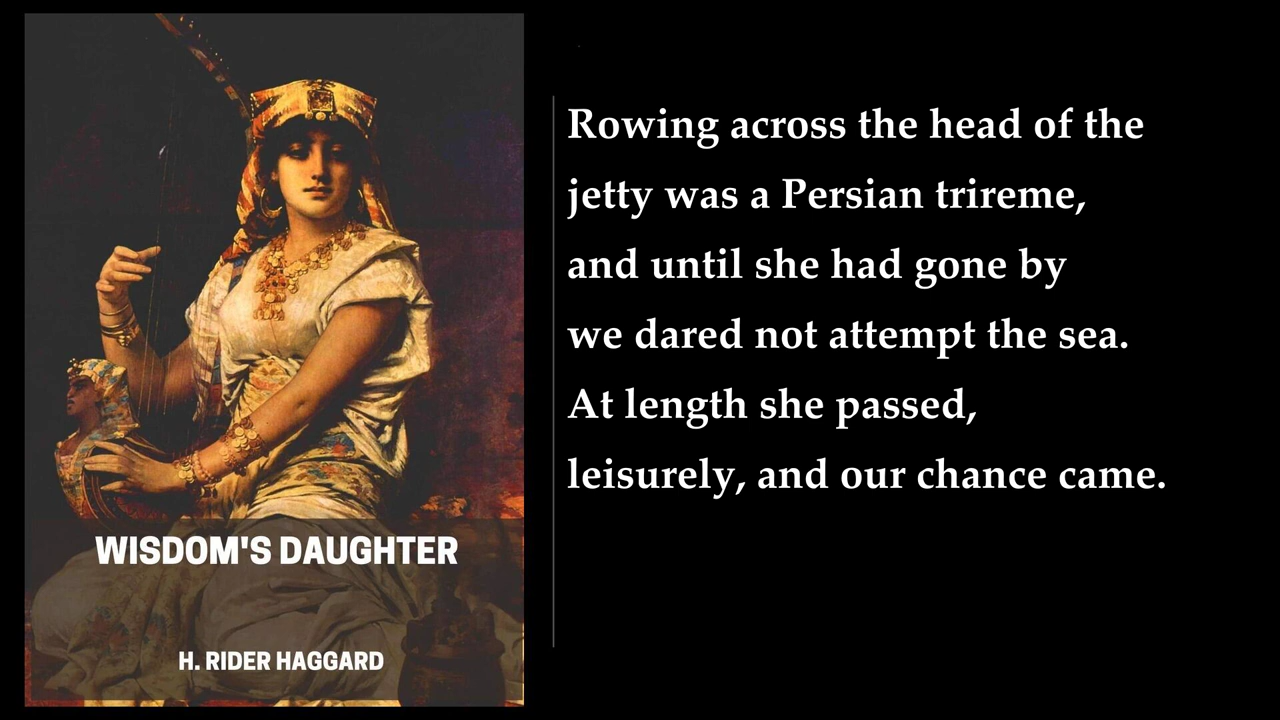 WISDOM'S DAUGHTER
H. RIDER HAGGARD
Rowing across the head of the
jetty was a Persian trireme,
and until she had gone by
we dared not attempt the sea.
At length she passed,
leisurely, and our chance came.